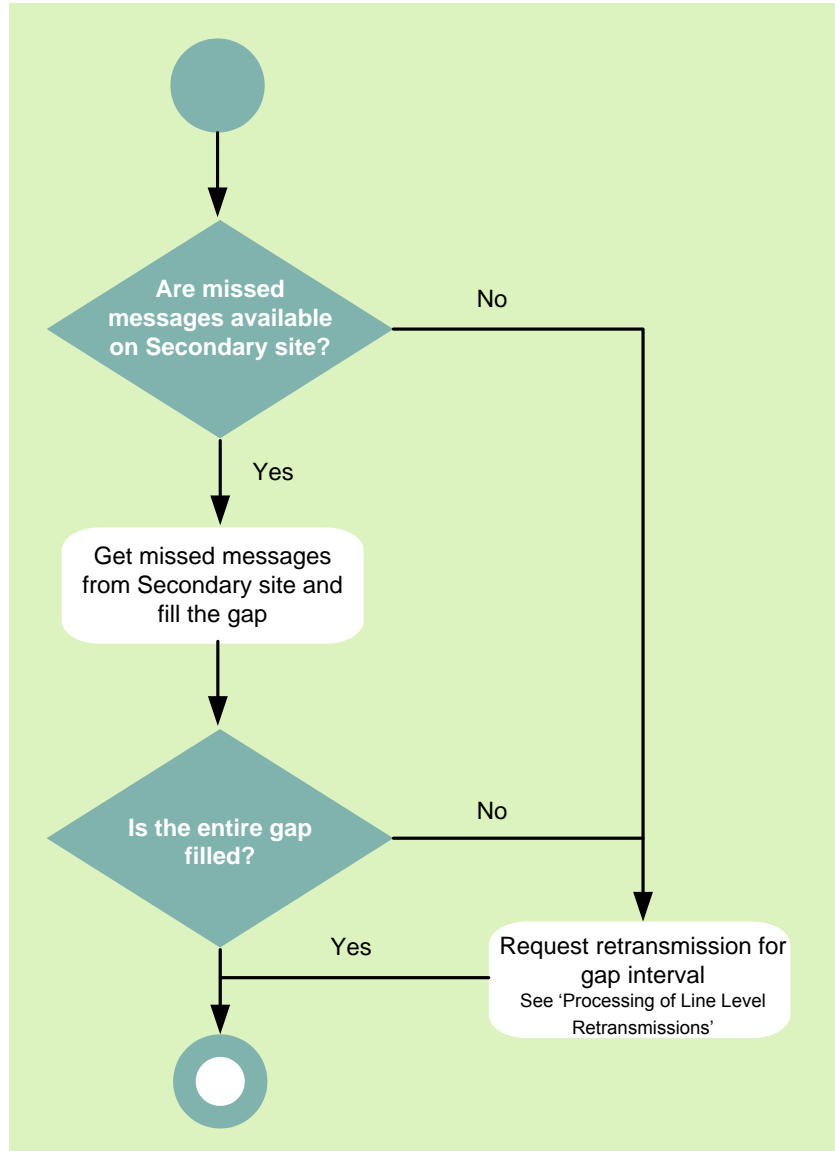 Are missed
messages available
on Secondary site?
No
Yes
Get missed messages
from Secondary site and
fill the gap
Is the entire gap
filled?
No
Yes
Request retransmission for
gap interval
See ‘Processing of Line Level
Retransmissions’